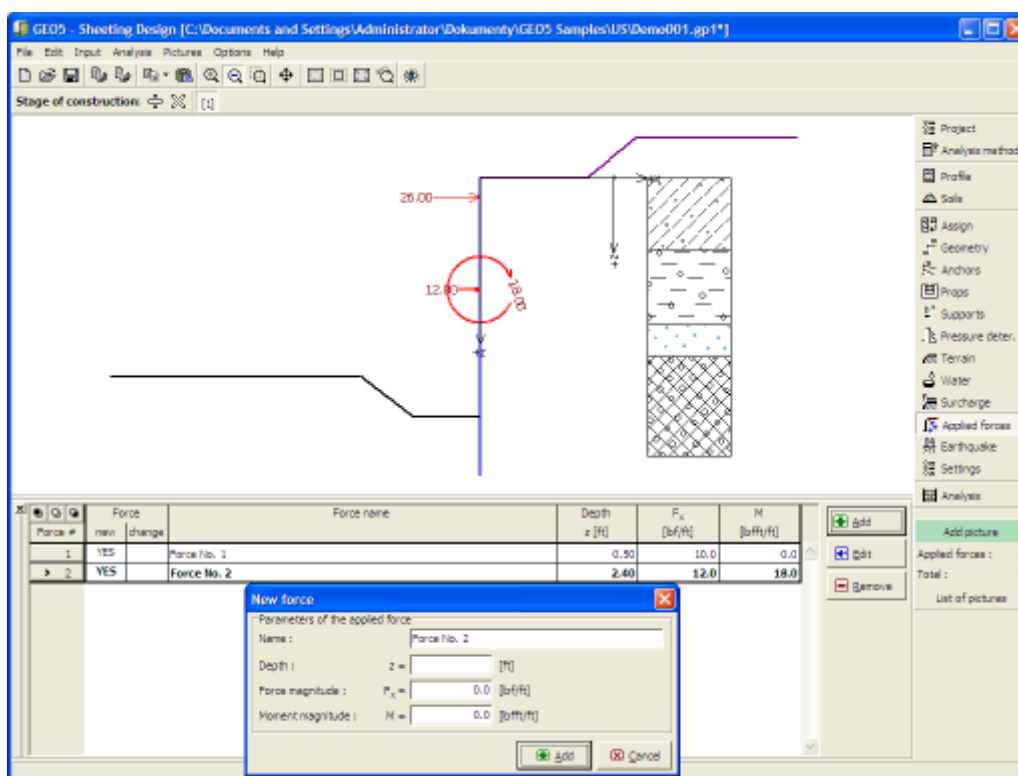 GEO5 - Sheeting Design [C:\Documents and Settings\Administrator\Dokumenty\GEO5 Samples\US\Demo001.gp1*]
File Edit Input Analysis Pictures Options Help
Stage of construction: [1]
26.00
12.00
18.00
+x
+z
+z
Project
Analysis method
Profile
Soils
Assign
Geometry
Anchors
Props
Supports
Pressure deter.
Terrain
Water
Surcharge
Applied forces
Earthquake
Settings
Analysis
Add picture
Applied forces :
Total :
List of pictures
Force Force name Depth Fx M
Force # new change z [ft] [lbf/ft] [lbfft/ft]
1 YES Force No. 1 0.50 10.0 0.0
> 2 YES Force No. 2 2.40 12.0 18.0
Add
Edit
Remove
New force
Parameters of the applied force
Name : Force No. 2
Depth : z = [ft]
Force magnitude : Fx = 0.0 [lbf/ft]
Moment magnitude : M = 0.0 [lbfft/ft]
Add Cancel